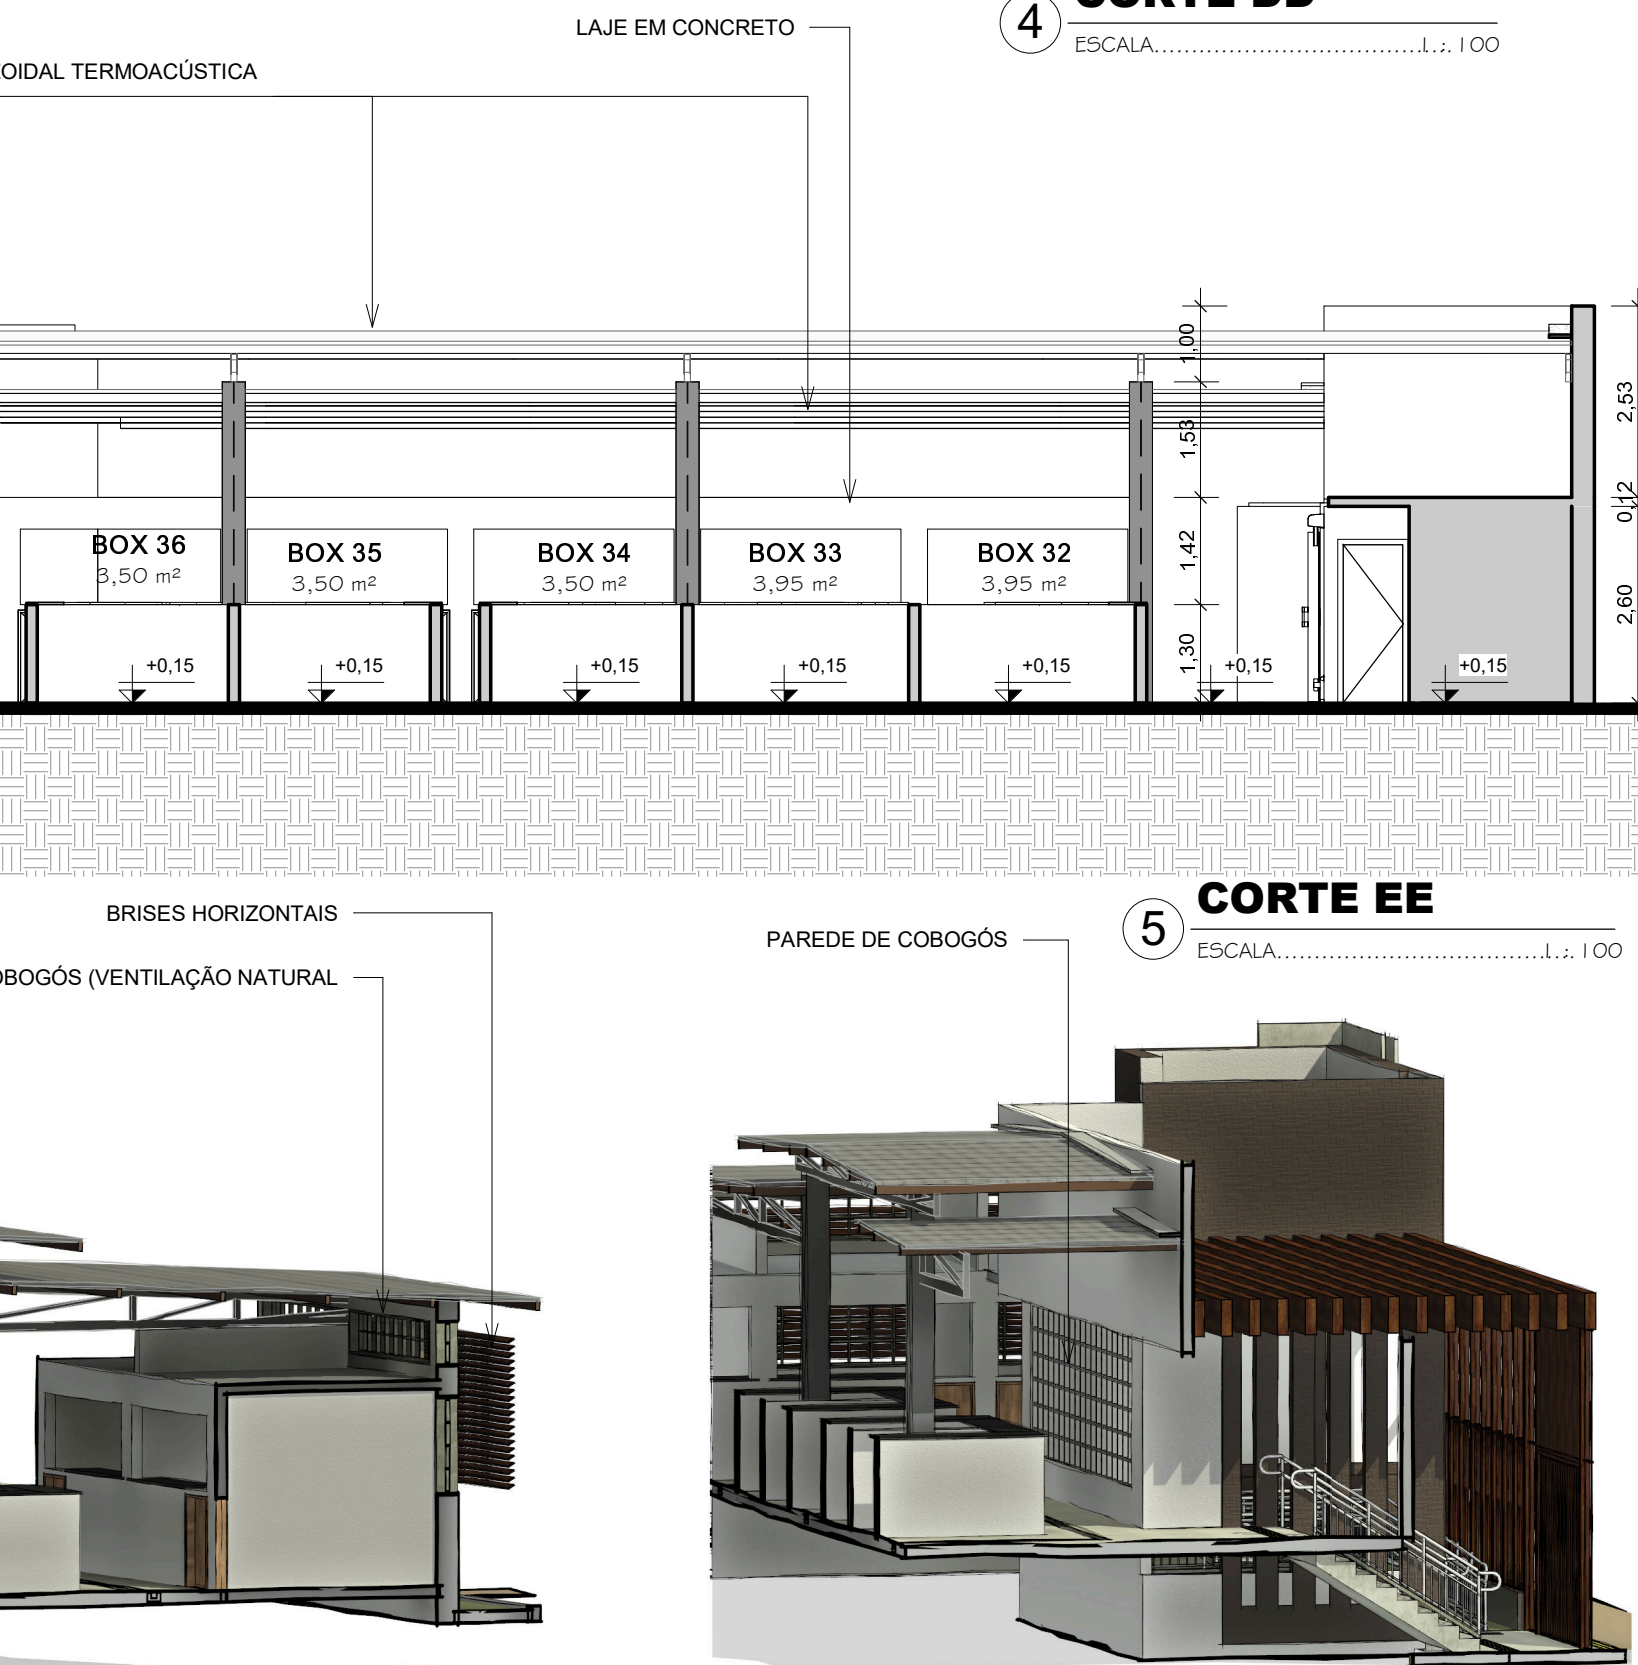 LAJE EM CONCRETO
4
ESCALA....................................1:100
TERMOACÚSTICA
1,00
2,53
1,53
0,12
BOX 36
3,50 m²
BOX 35
3,50 m²
BOX 34
3,50 m²
BOX 33
3,95 m²
BOX 32
3,95 m²
1,42
2,60
1,30
+0,15
+0,15
+0,15
+0,15
+0,15
+0,15
+0,15
5
CORTE EE
ESCALA....................................1:100
BRISES HORIZONTAIS
PAREDE DE COBOGÓS
(VENTILAÇÃO NATURAL